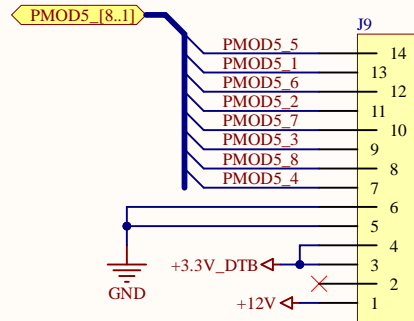 PMOD5_[8..1]
J9
PMOD5_5 14
PMOD5_1 13
PMOD5_6 12
PMOD5_2 11
PMOD5_7 10
PMOD5_3 9
PMOD5_8 8
PMOD5_4 7
6
5
4
+3.3V_DTB 3
GND
2
+12V 1